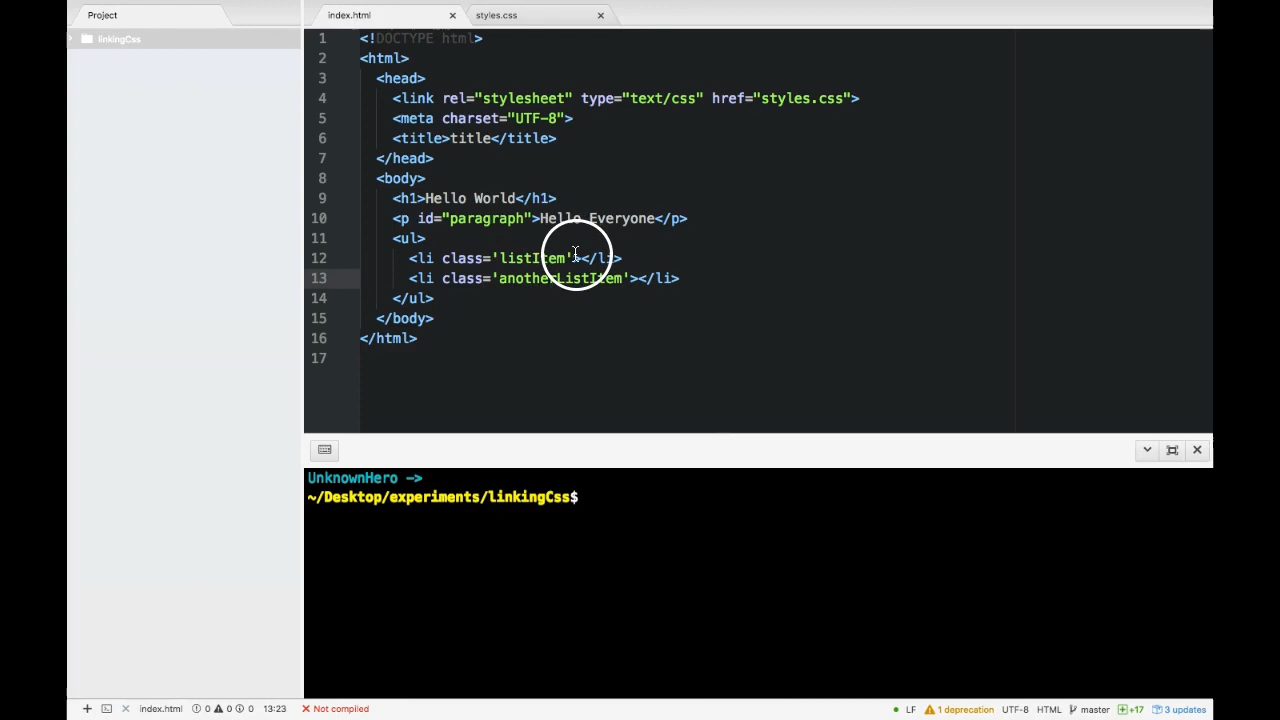 Project
index.html
styles.css
linkingCss
1 <!DOCTYPE html>
2 <html>
3 <head>
4 <link rel="stylesheet" type="text/css" href="styles.css">
5 <meta charset="UTF-8">
6 <title>title</title>
7 </head>
8 <body>
9 <h1>Hello World</h1>
10 <p id="paragraph">Hello Everyone</p>
11 <ul>
12 <li class='listItem'></li>
13 <li class='anotherListItem'></li>
14 </ul>
15 </body>
16 </html>
17
UnknownHero ->
~/Desktop/experiments/linkingCss$
index.html 0 0 0 13:23 Not compiled LF 1 deprecation UTF-8 HTML master +17 3 updates